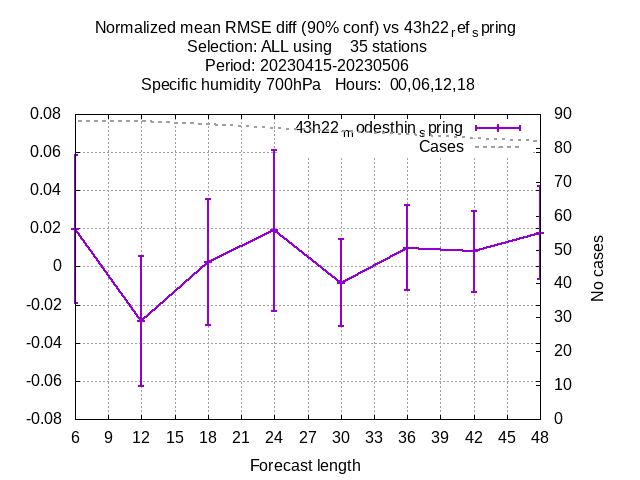 Normalized mean RMSE diff (90% conf) vs 43h22refspring
Selection: ALL using 35 stations
Period: 20230415-20230506
Specific humidity 700hPa Hours: 00,06,12,18
0.08
0.06
0.04
0.02
0
-0.02
-0.04
-0.06
-0.08
90
80
70
60
50
40
30
20
10
0
43h22modesthinspring
Cases
No cases
6 9 12 15 18 21 24 27 30 33 36 39 42 45 48
Forecast length